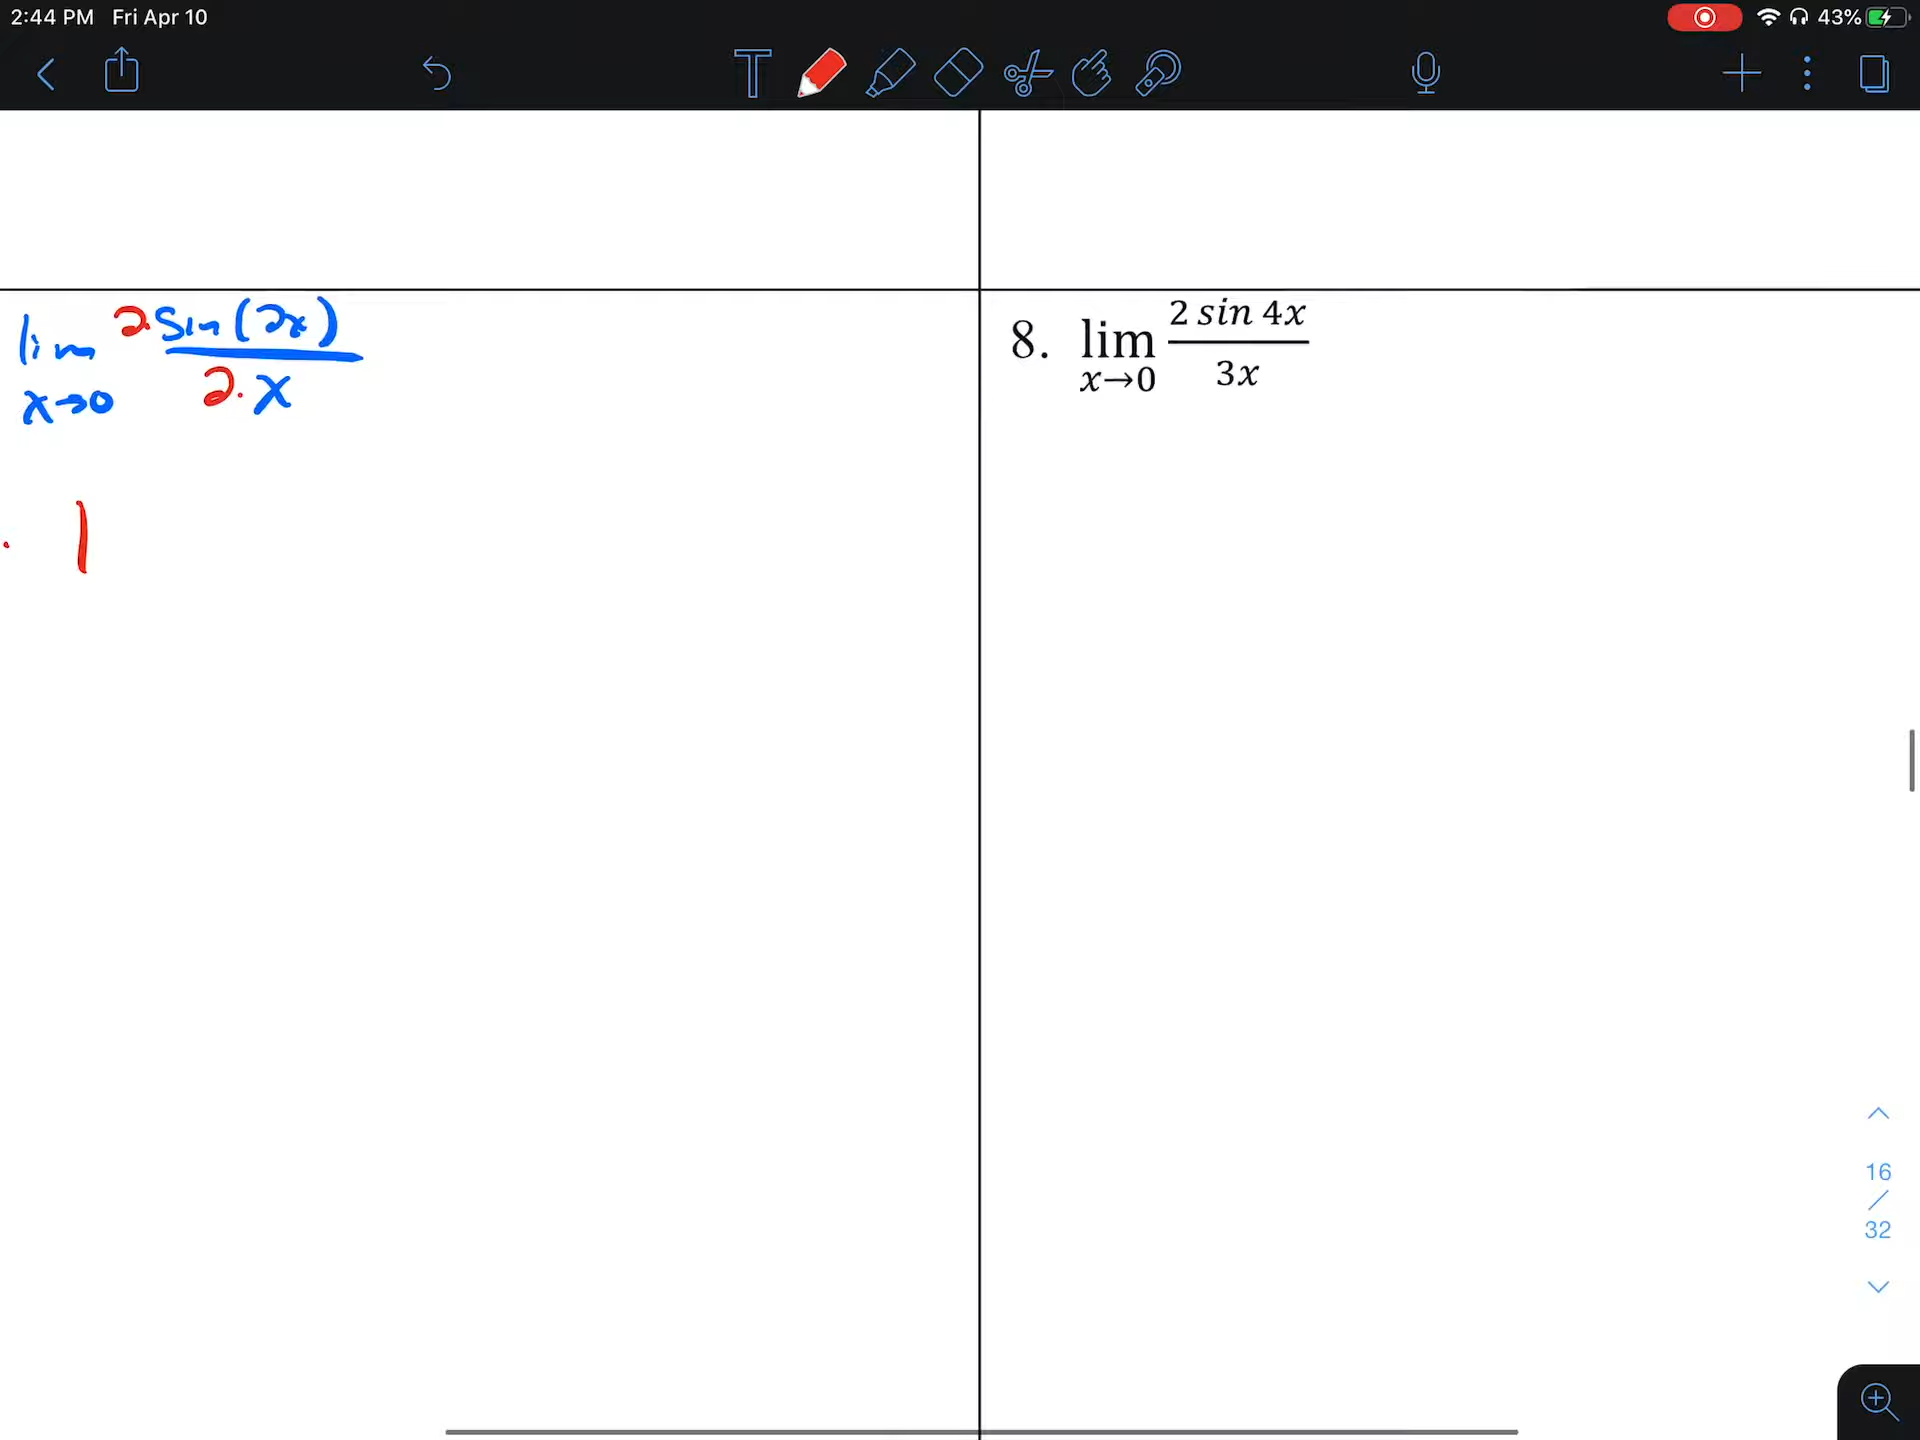 2:44 PM Fri Apr 10
43%
T
lim 2·sin(2x)
x→0 2·x
· 1
8. lim 2 sin 4x
x→0 3x
16
/
32